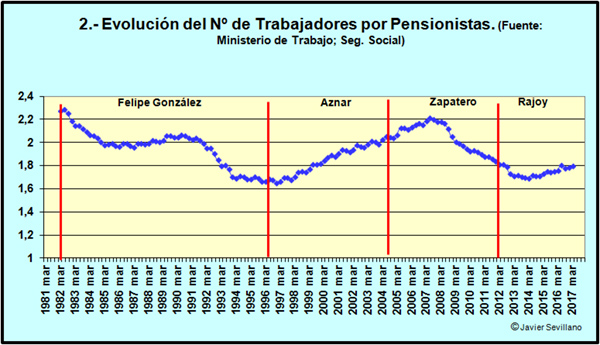 2.- Evolución del Nº de Trabajadores por Pensionistas. (Fuente:
Ministerio de Trabajo; Seg. Social)
Felipe González
Aznar
Zapatero
Rajoy
2,4
2,2
2
1,8
1,6
1,4
1,2
1
1981 mar
1982 mar
1983 mar
1984 mar
1985 mar
1986 mar
1987 mar
1988 mar
1989 mar
1990 mar
1991 mar
1992 mar
1993 mar
1994 mar
1995 mar
1996 mar
1997 mar
1998 mar
1999 mar
2000 mar
2001 mar
2002 mar
2003 mar
2004 mar
2005 mar
2006 mar
2007 mar
2008 mar
2009 mar
2010 mar
2011 mar
2012 mar
2013 mar
2014 mar
2015 mar
2016 mar
2017 mar
©Javier Sevillano